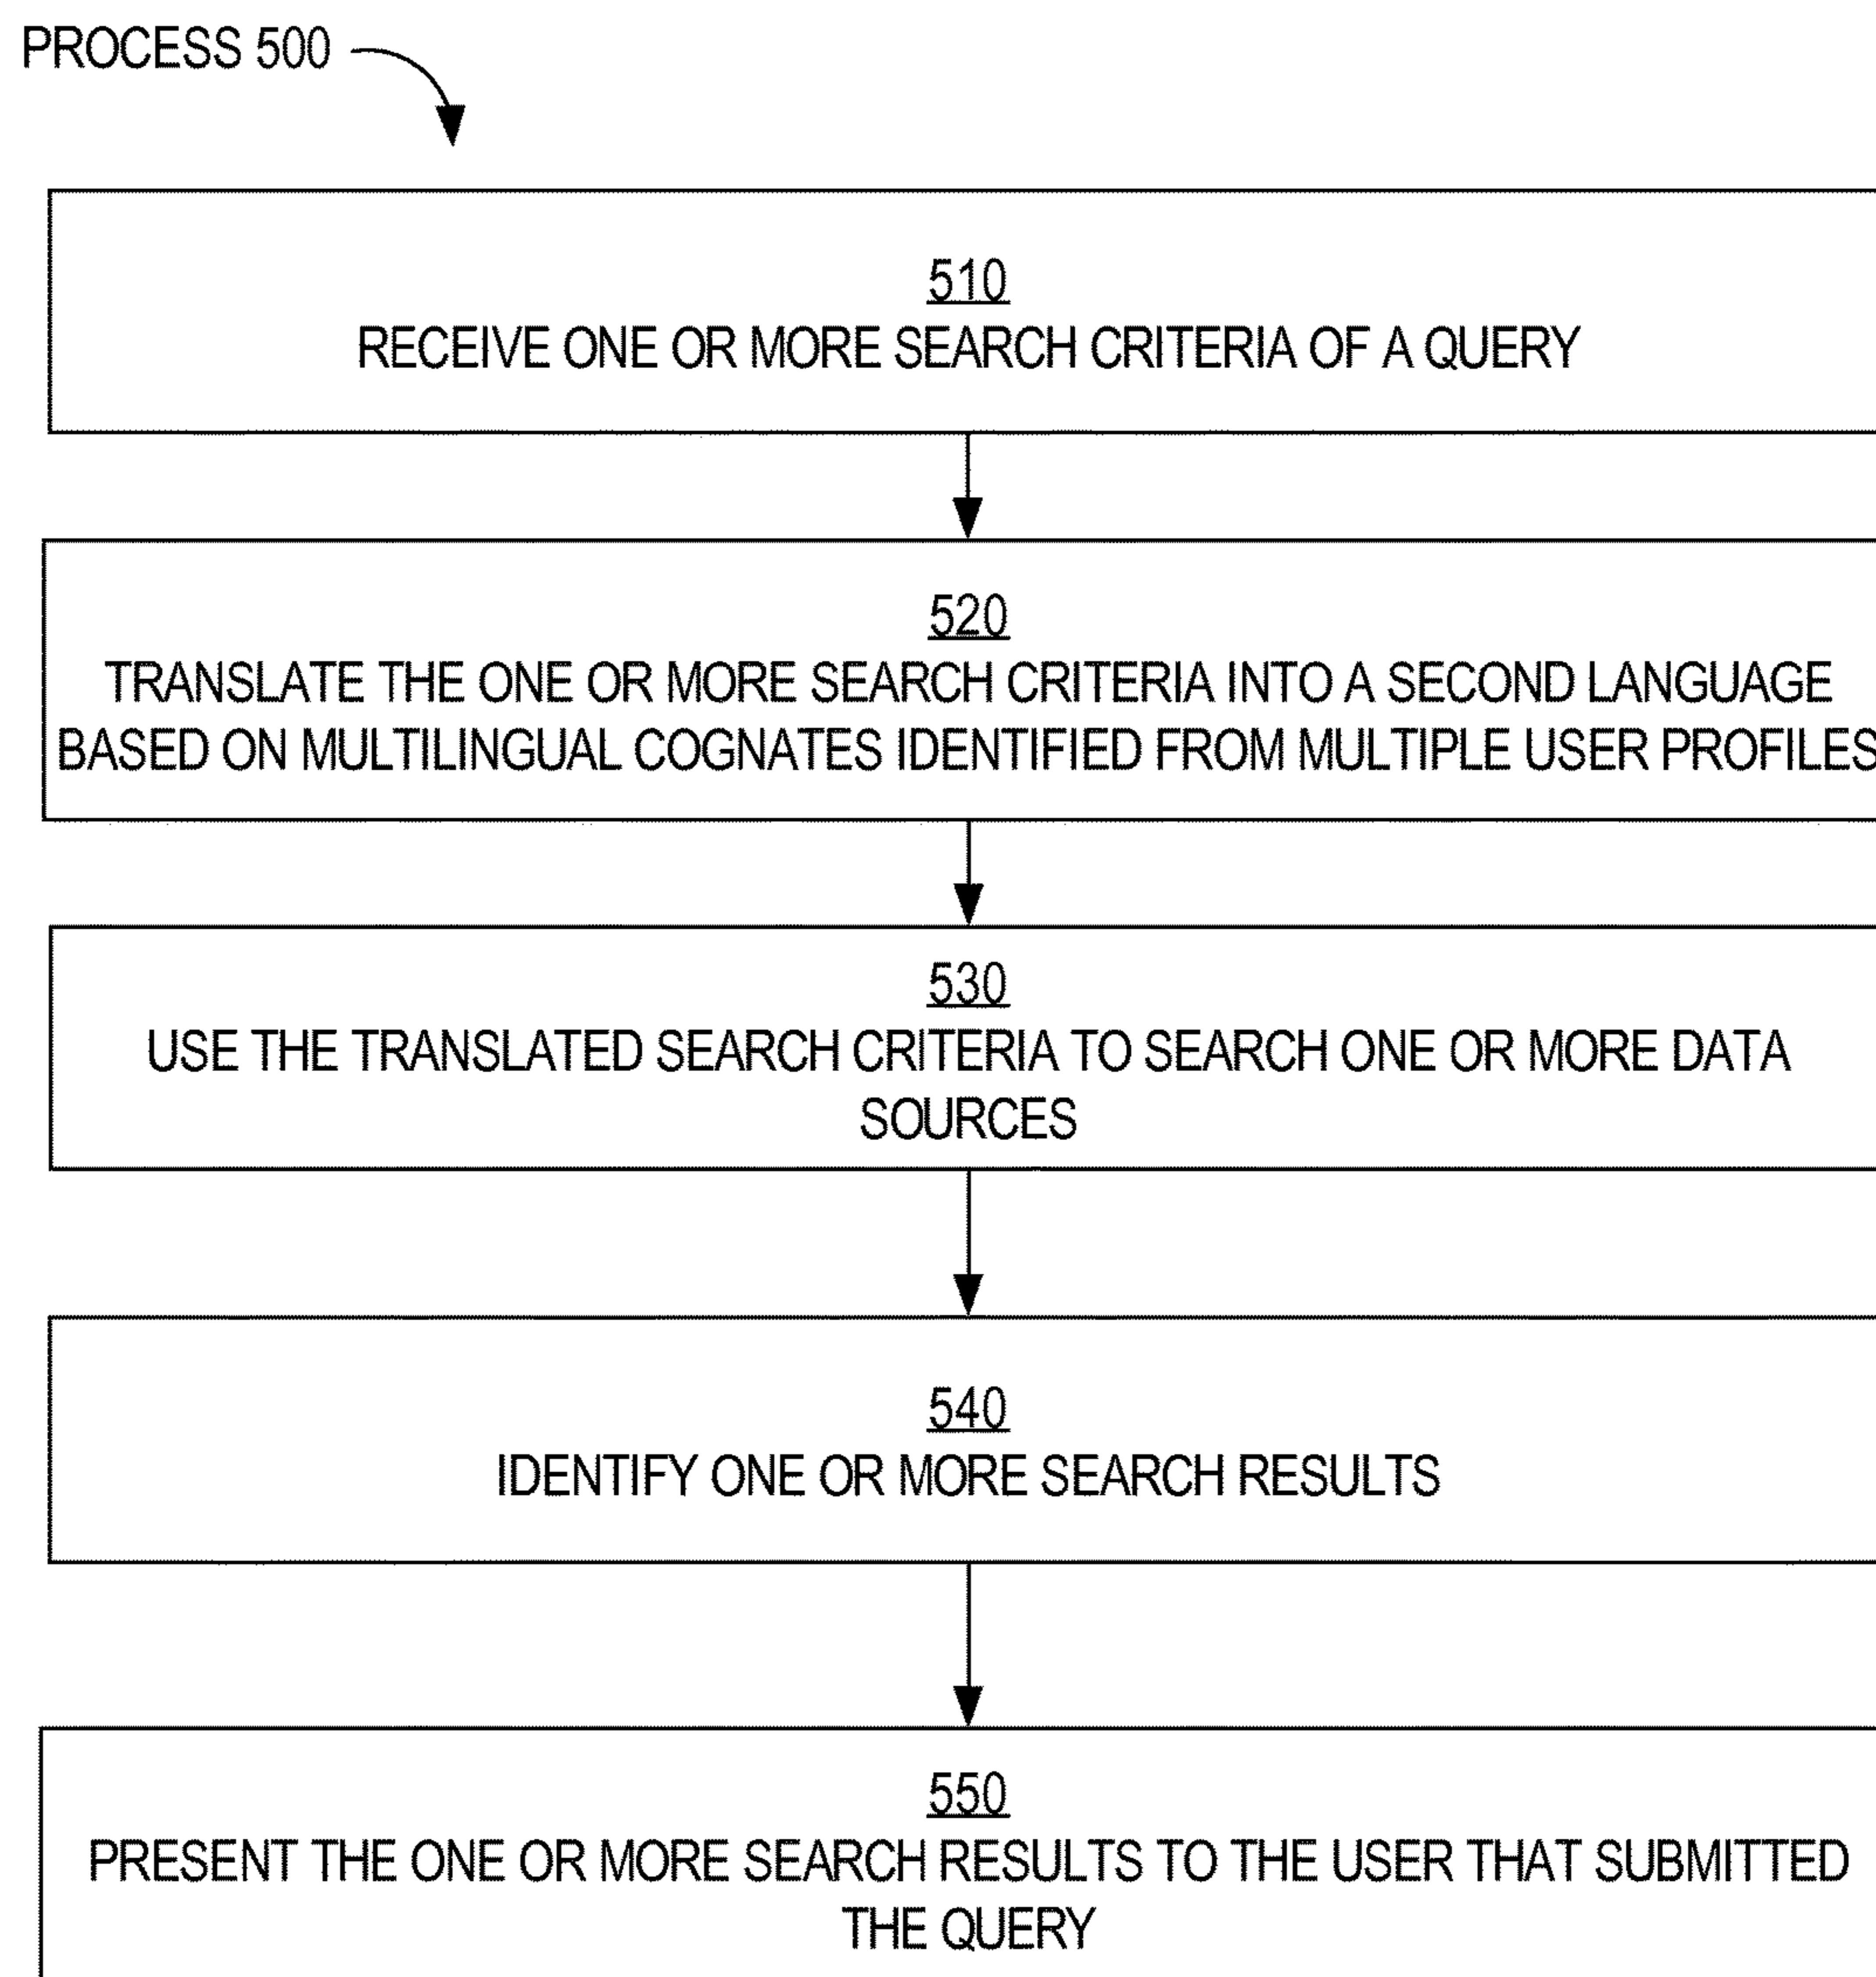 PROCESS 500
510
RECEIVE ONE OR MORE SEARCH CRITERIA OF A QUERY
520
TRANSLATE THE ONE OR MORE SEARCH CRITERIA INTO A SECOND LANGUAGE
BASED ON MULTILINGUAL COGNATES IDENTIFIED FROM MULTIPLE USER PROFILES
530
USE THE TRANSLATED SEARCH CRITERIA TO SEARCH ONE OR MORE DATA
SOURCES
540
IDENTIFY ONE OR MORE SEARCH RESULTS
550
PRESENT THE ONE OR MORE SEARCH RESULTS TO THE USER THAT SUBMITTED
THE QUERY